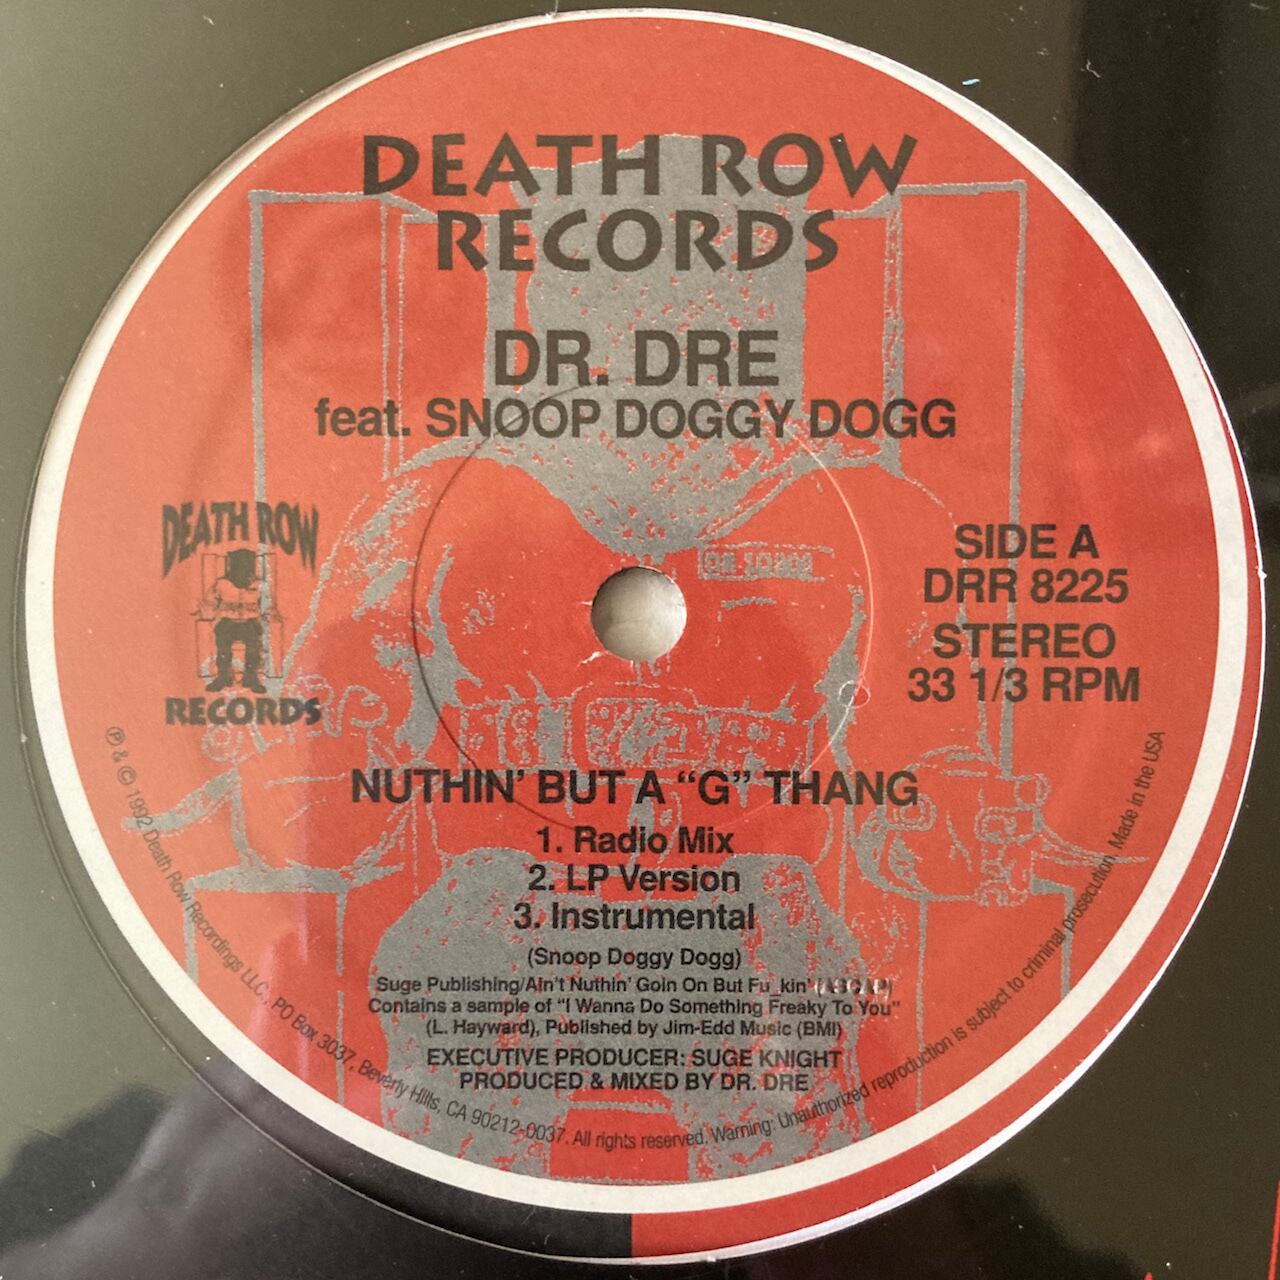 DEATH ROW
RECORDS
DR. DRE
feat. SNOOP DOGGY DOGG
DEATH ROW
RECORDS
SIDE A
DRR 8225
STEREO
33 1/3 RPM
NUTHIN' BUT A "G" THANG
1. Radio Mix
2. LP Version
3. Instrumental
(Snoop Doggy Dogg)
Suge Publishing/Ain't Nuthin' Goin On But Fu_kin' (ASCAP)
Contains a sample of "I Wanna Do Something Freaky To You"
(L. Hayward), Published by Jim-Edd Music (BMI)
EXECUTIVE PRODUCER: SUGE KNIGHT
PRODUCED & MIXED BY DR. DRE
℗ & © 1992 Death Row Recordings LLC., PO Box 3037, Beverly Hills, CA 90212-0037. All rights reserved. Warning: Unauthorized reproduction is subject to criminal prosecution. Made in the USA